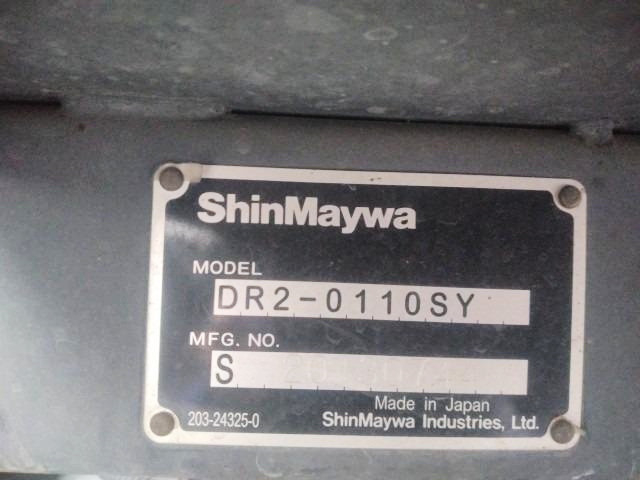 ShinMaywa
MODEL
DR2-0110SY
MFG. NO.
S
Made in Japan
203-24325-0 ShinMaywa Industries, Ltd.